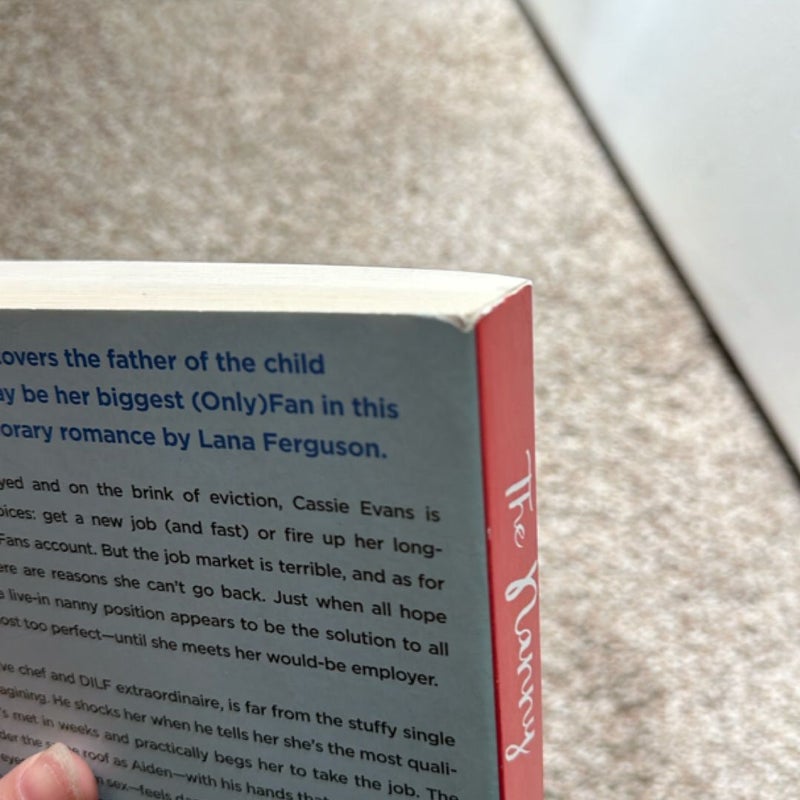 overs the father of the child
ay be her biggest (Only)Fan in this
orary romance by Lana Ferguson.
yed and on the brink of eviction, Cassie Evans is
oices: get a new job (and fast) or fire up her long-
Fans account. But the job market is terrible, and as for
ere are reasons she can't go back. Just when all hope
a live-in nanny position appears to be the solution to all
ost too perfect—until she meets her would-be employer.
ve chef and DILF extraordinaire, is far from the stuffy single
agining. He shocks her when he tells her she's the most quali-
's met in weeks and practically begs her to take the job. The
der the roof as Aiden—with his hands
sex—feels
The Nanny